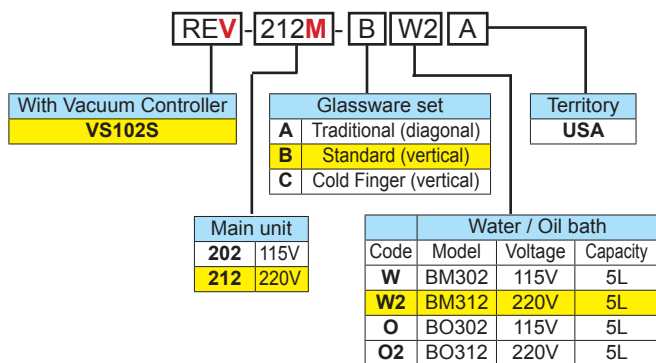 REV-212M-B W2 A
With Vacuum Controller
VS102S
Glassware set
A Traditional (diagonal)
B Standard (vertical)
C Cold Finger (vertical)
Territory
USA
Main unit
202 115V
212 220V
Water / Oil bath
Code Model Voltage Capacity
W BM302 115V 5L
W2 BM312 220V 5L
O BO302 115V 5L
O2 BO312 220V 5L